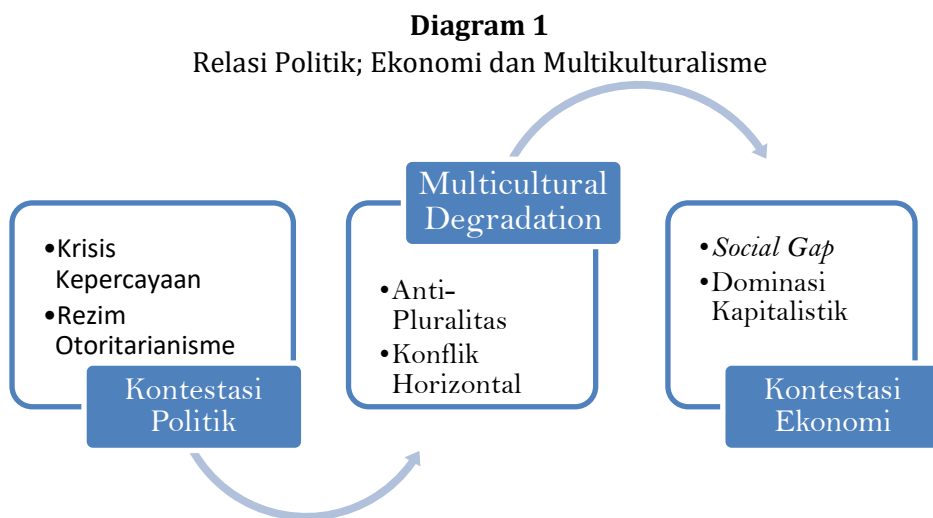 Diagram 1
Relasi Politik; Ekonomi dan Multikulturalisme
•Krisis
Kepercayaan
•Rezim
Otoritarianisme
Kontestasi
Politik
Multicultural
Degradation
•Anti-
Pluralitas
•Konflik
Horizontal
•Social Gap
•Dominasi
Kapitalistik
Kontestasi
Ekonomi